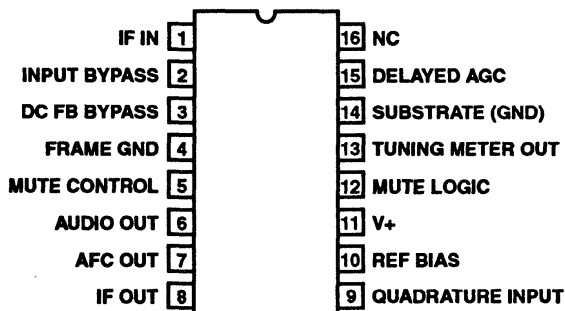 IF IN 1 16 NC
INPUT BYPASS 2 15 DELAYED AGC
DC FB BYPASS 3 14 SUBSTRATE (GND)
FRAME GND 4 13 TUNING METER OUT
MUTE CONTROL 5 12 MUTE LOGIC
AUDIO OUT 6 11 V+
AFC OUT 7 10 REF BIAS
IF OUT 8 9 QUADRATURE INPUT